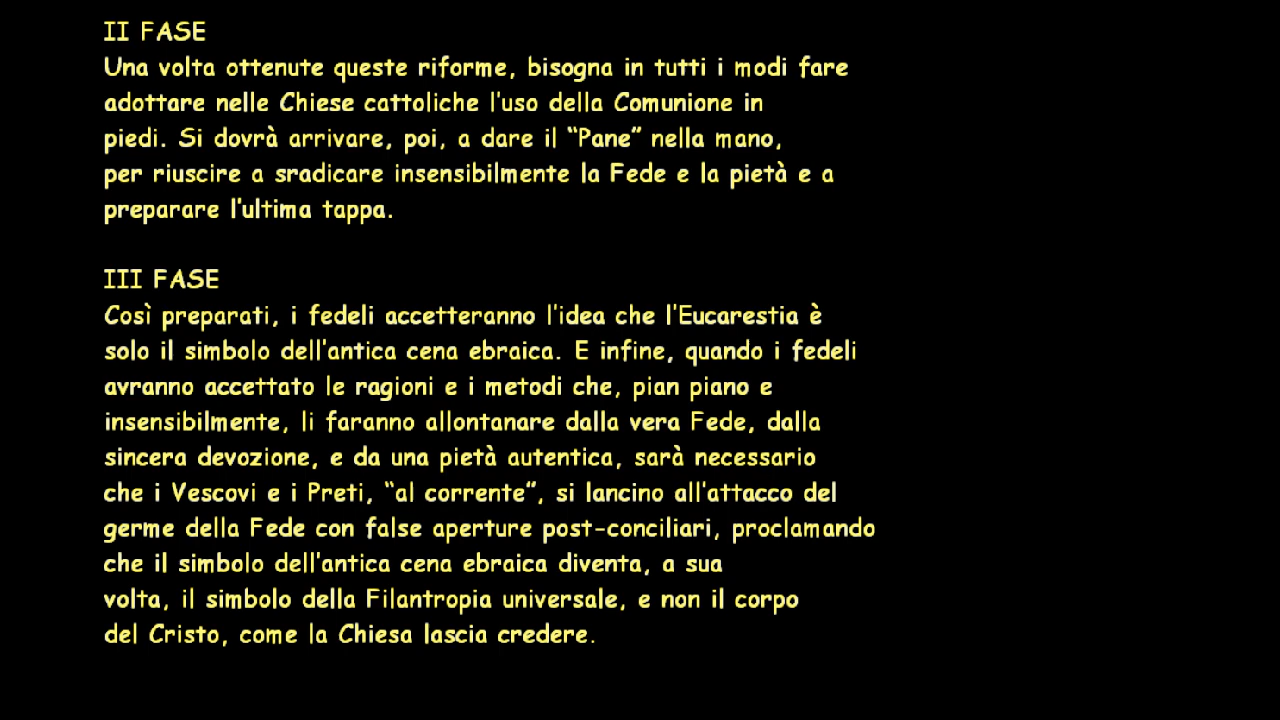 II FASE
Una volta ottenute queste riforme, bisogna in tutti i modi fare
adottare nelle Chiese cattoliche l'uso della Comunione in
piedi. Si dovrà arrivare, poi, a dare il “Pane” nella mano,
per riuscire a sradicare insensibilmente la Fede e la pietà e a
preparare l'ultima tappa.
III FASE
Così preparati, i fedeli accetteranno l'idea che l'Eucarestia è
solo il simbolo dell'antica cena ebraica. E infine, quando i fedeli
avranno accettato le ragioni e i metodi che, pian piano e
insensibilmente, li faranno allontanare dalla vera Fede, dalla
sincera devozione, e da una pietà autentica, sarà necessario
che i Vescovi e i Preti, “al corrente”, si lancino all'attacco del
germe della Fede con false aperture post-conciliari, proclamando
che il simbolo dell'antica cena ebraica diventa, a sua
volta, il simbolo della Filantropia universale, e non il corpo
del Cristo, come la Chiesa lascia credere.